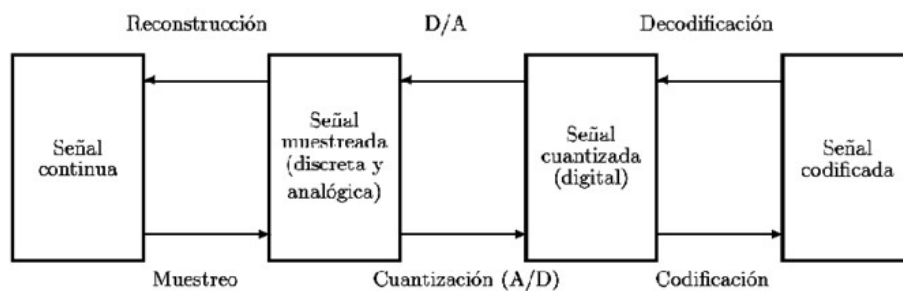 Reconstrucción
D/A
Decodificación
Señal
continua
Señal
muestreada
(discreta y
analógica)
Señal
cuantizada
(digital)
Señal
codificada
Muestreo
Cuantización (A/D)
Codificación